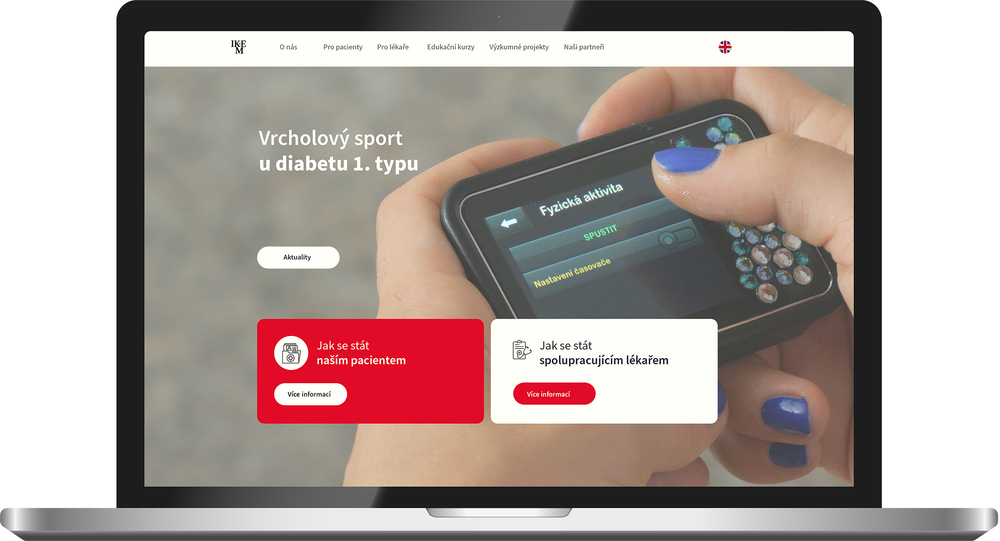 IKEM
O nás Pro pacienty Pro lékaře Edukační kurzy Výzkumné projekty Naši partneři
Vrcholový sport
u diabetu 1. typu
Fyzická aktivita
SPUSTIT
Nastavení časovače
Aktuality
Jak se stát
naším pacientem
Více informací
Jak se stát
spolupracujícím lékařem
Více informací